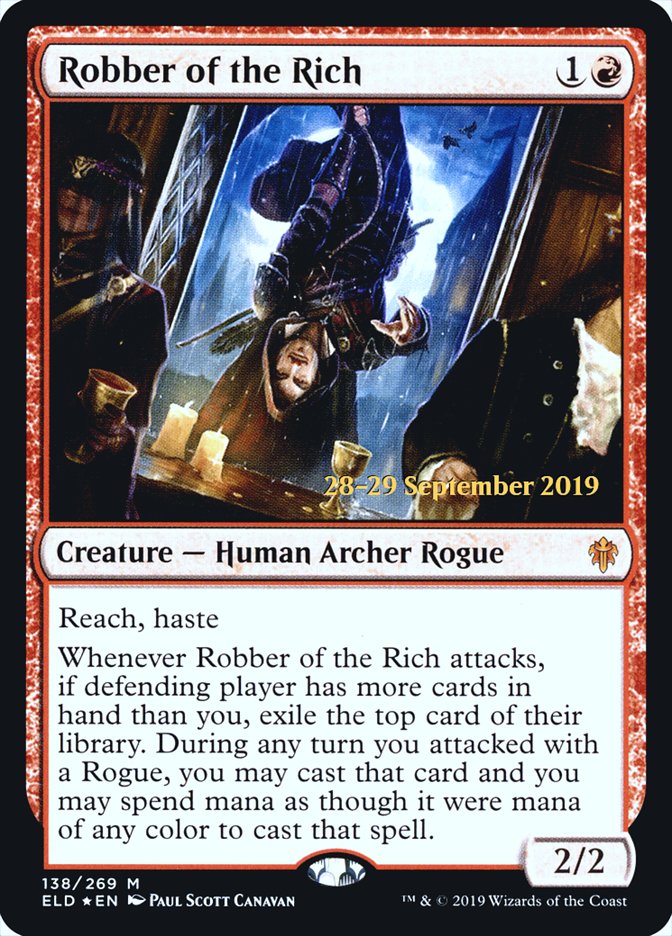 Robber of the Rich 1
28-29 September 2019
Creature — Human Archer Rogue
Reach, haste
Whenever Robber of the Rich attacks,
if defending player has more cards in
hand than you, exile the top card of their
library. During any turn you attacked with
a Rogue, you may cast that card and you
may spend mana as though it were mana
of any color to cast that spell.
2/2
138/269 M
ELD ★ EN Paul Scott Canavan
™ & © 2019 Wizards of the Coast